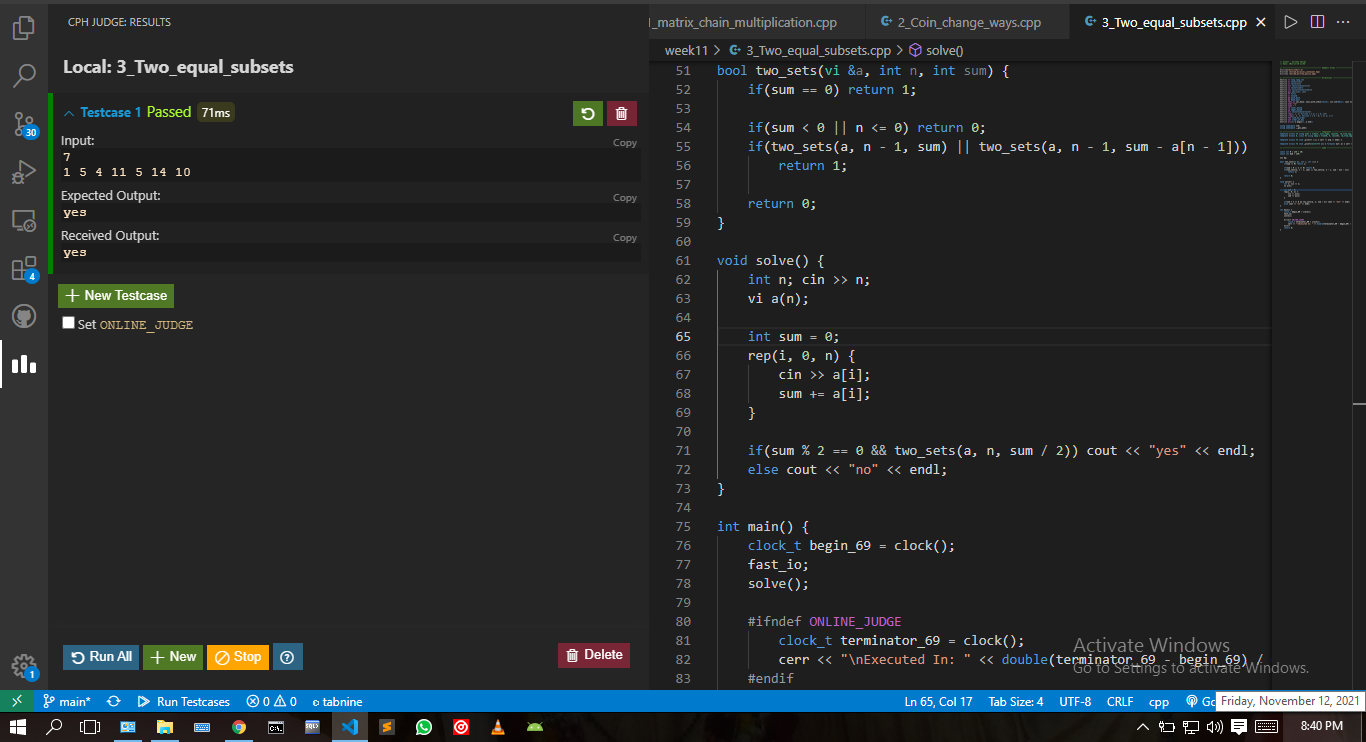 CPH JUDGE: RESULTS
Local: 3_Two_equal_subsets
Testcase 1 Passed 71ms
Input:
Copy
7
1 5 4 11 5 14 10
Expected Output:
Copy
yes
Received Output:
Copy
yes
New Testcase
Set ONLINE_JUDGE
Run All
New
Stop
Delete
30
4
1
_matrix_chain_multiplication.cpp
2_Coin_change_ways.cpp
3_Two_equal_subsets.cpp
week11 > 3_Two_equal_subsets.cpp > solve()
51 bool two_sets(vi &a, int n, int sum) {
52 if(sum == 0) return 1;
53
54 if(sum < 0 || n <= 0) return 0;
55 if(two_sets(a, n - 1, sum) || two_sets(a, n - 1, sum - a[n - 1]))
56 return 1;
57
58 return 0;
59 }
60
61 void solve() {
62 int n; cin >> n;
63 vi a(n);
64
65 int sum = 0;
66 rep(i, 0, n) {
67 cin >> a[i];
68 sum += a[i];
69 }
70
71 if(sum % 2 == 0 && two_sets(a, n, sum / 2)) cout << "yes" << endl;
72 else cout << "no" << endl;
73 }
74
75 int main() {
76 clock_t begin_69 = clock();
77 fast_io;
78 solve();
79
80 #ifndef ONLINE_JUDGE
81 clock_t terminator_69 = clock();
82 cerr << "\nExecuted In: " << double(terminator_69 - begin_69) /
83 #endif
Activate Windows
Go to Settings to activate Windows.
main*
Run Testcases
0 0
tabnine
Ln 65, Col 17
Tab Size: 4
UTF-8
CRLF
cpp
Go
Friday, November 12, 2021
8:40 PM